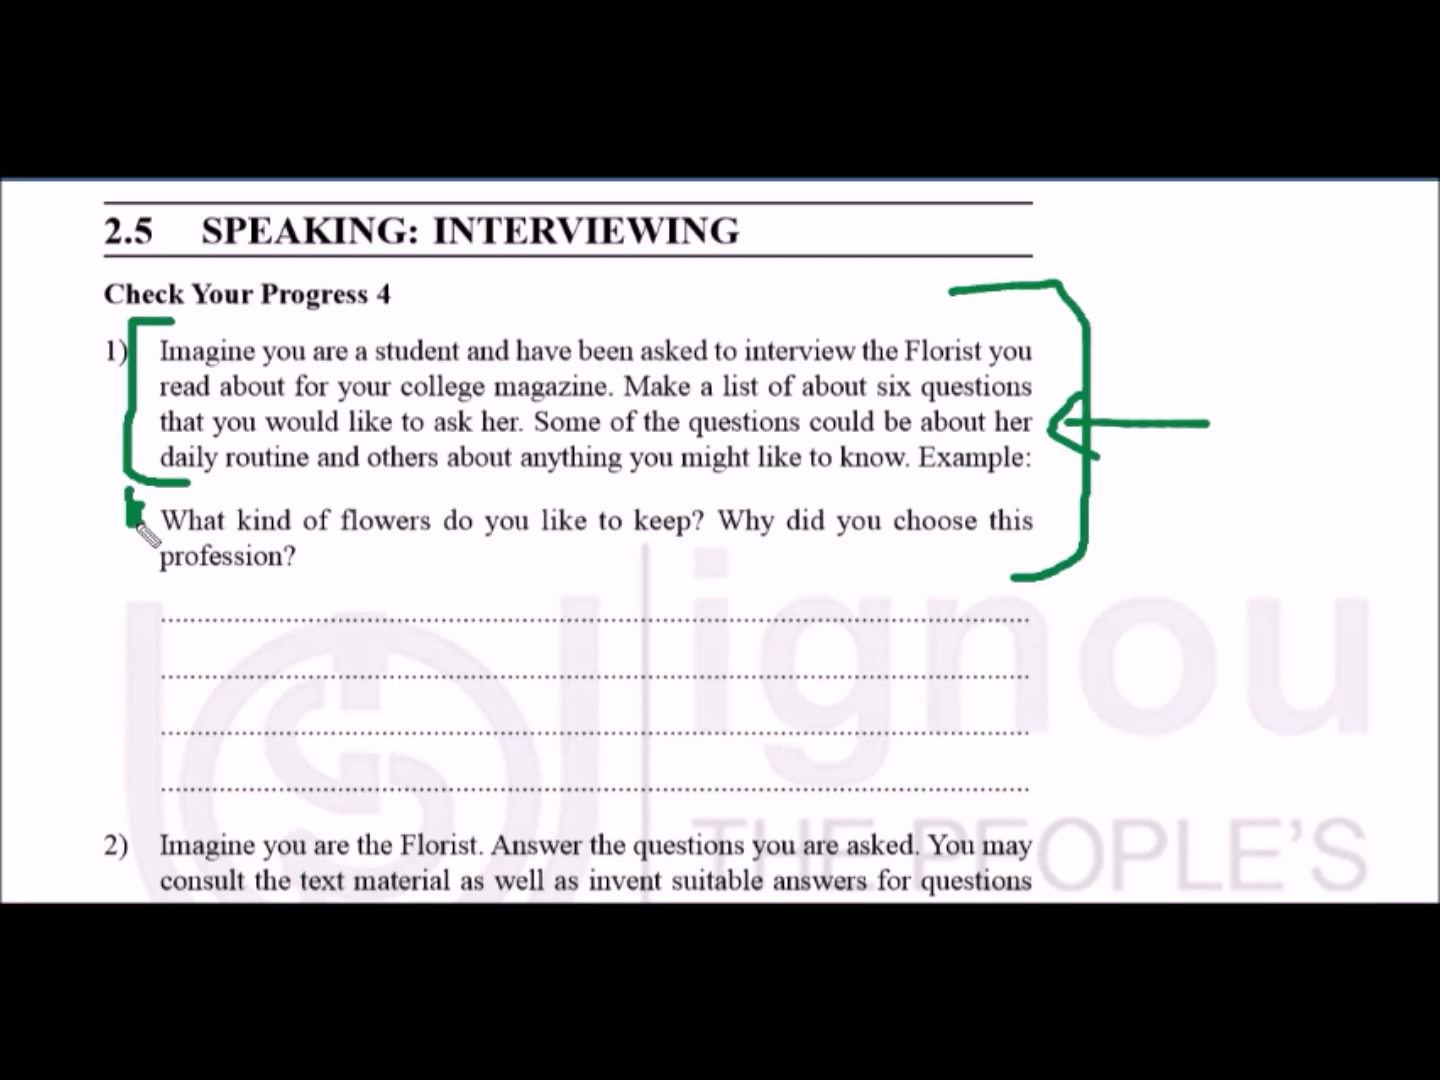 2.5 SPEAKING: INTERVIEWING
Check Your Progress 4
1) Imagine you are a student and have been asked to interview the Florist you
read about for your college magazine. Make a list of about six questions
that you would like to ask her. Some of the questions could be about her
daily routine and others about anything you might like to know. Example:
What kind of flowers do you like to keep? Why did you choose this
profession?
ignou
THE PEOPLE'S
2) Imagine you are the Florist. Answer the questions you are asked. You may
consult the text material as well as invent suitable answers for questions